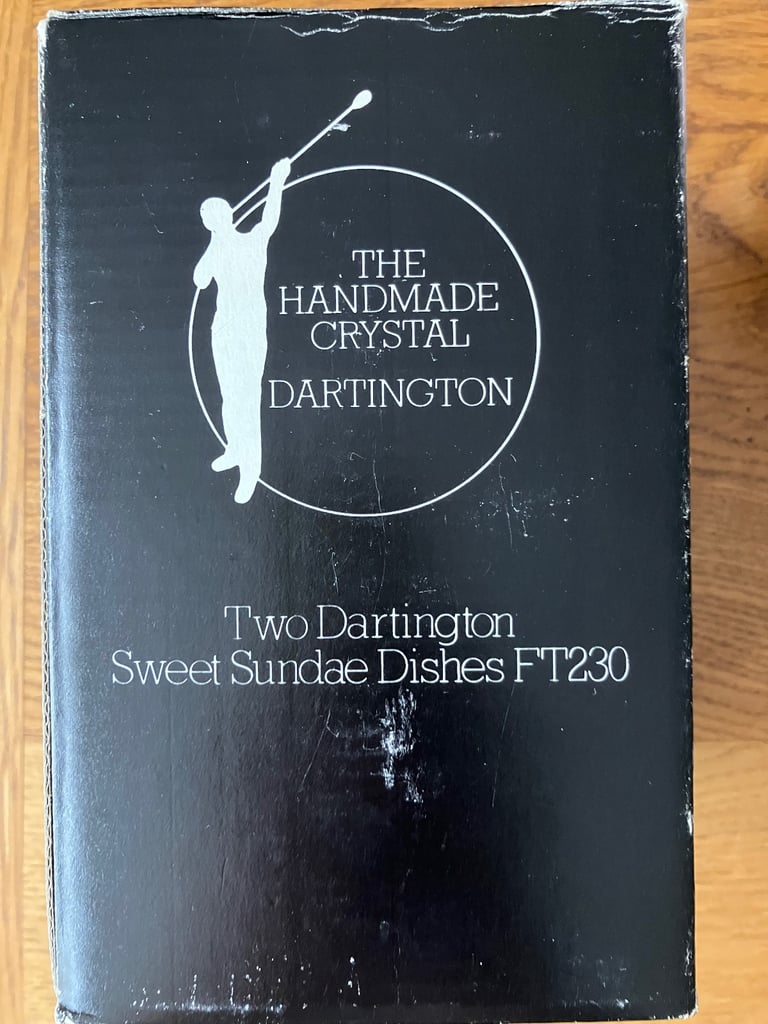 THE
HANDMADE
CRYSTAL
DARTINGTON
Two Dartington
Sweet Sundae Dishes FT230